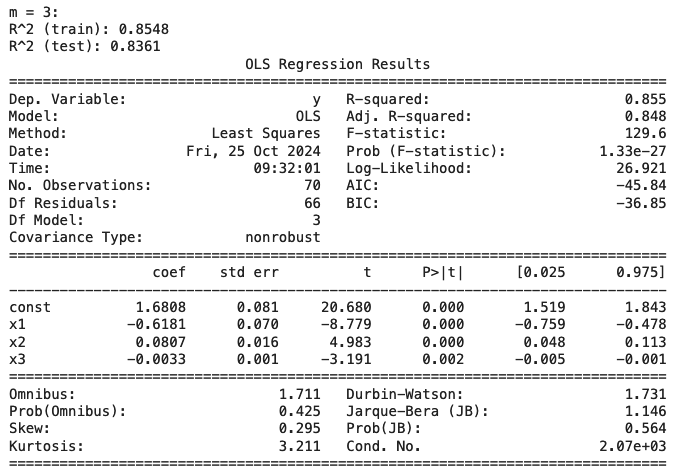 m = 3:
R^2 (train): 0.8548
R^2 (test): 0.8361
OLS Regression Results
==============================================================================
Dep. Variable: y R-squared: 0.855
Model: OLS Adj. R-squared: 0.848
Method: Least Squares F-statistic: 129.6
Date: Fri, 25 Oct 2024 Prob (F-statistic): 1.33e-27
Time: 09:32:01 Log-Likelihood: 26.921
No. Observations: 70 AIC: -45.84
Df Residuals: 66 BIC: -36.85
Df Model: 3
Covariance Type: nonrobust
==============================================================================
coef std err t P>|t| [0.025 0.975]
------------------------------------------------------------------------------
const 1.6808 0.081 20.680 0.000 1.519 1.843
x1 -0.6181 0.070 -8.779 0.000 -0.759 -0.478
x2 0.0807 0.016 4.983 0.000 0.048 0.113
x3 -0.0033 0.001 -3.191 0.002 -0.005 -0.001
==============================================================================
Omnibus: 1.711 Durbin-Watson: 1.731
Prob(Omnibus): 0.425 Jarque-Bera (JB): 1.146
Skew: 0.295 Prob(JB): 0.564
Kurtosis: 3.211 Cond. No. 2.07e+03
==============================================================================